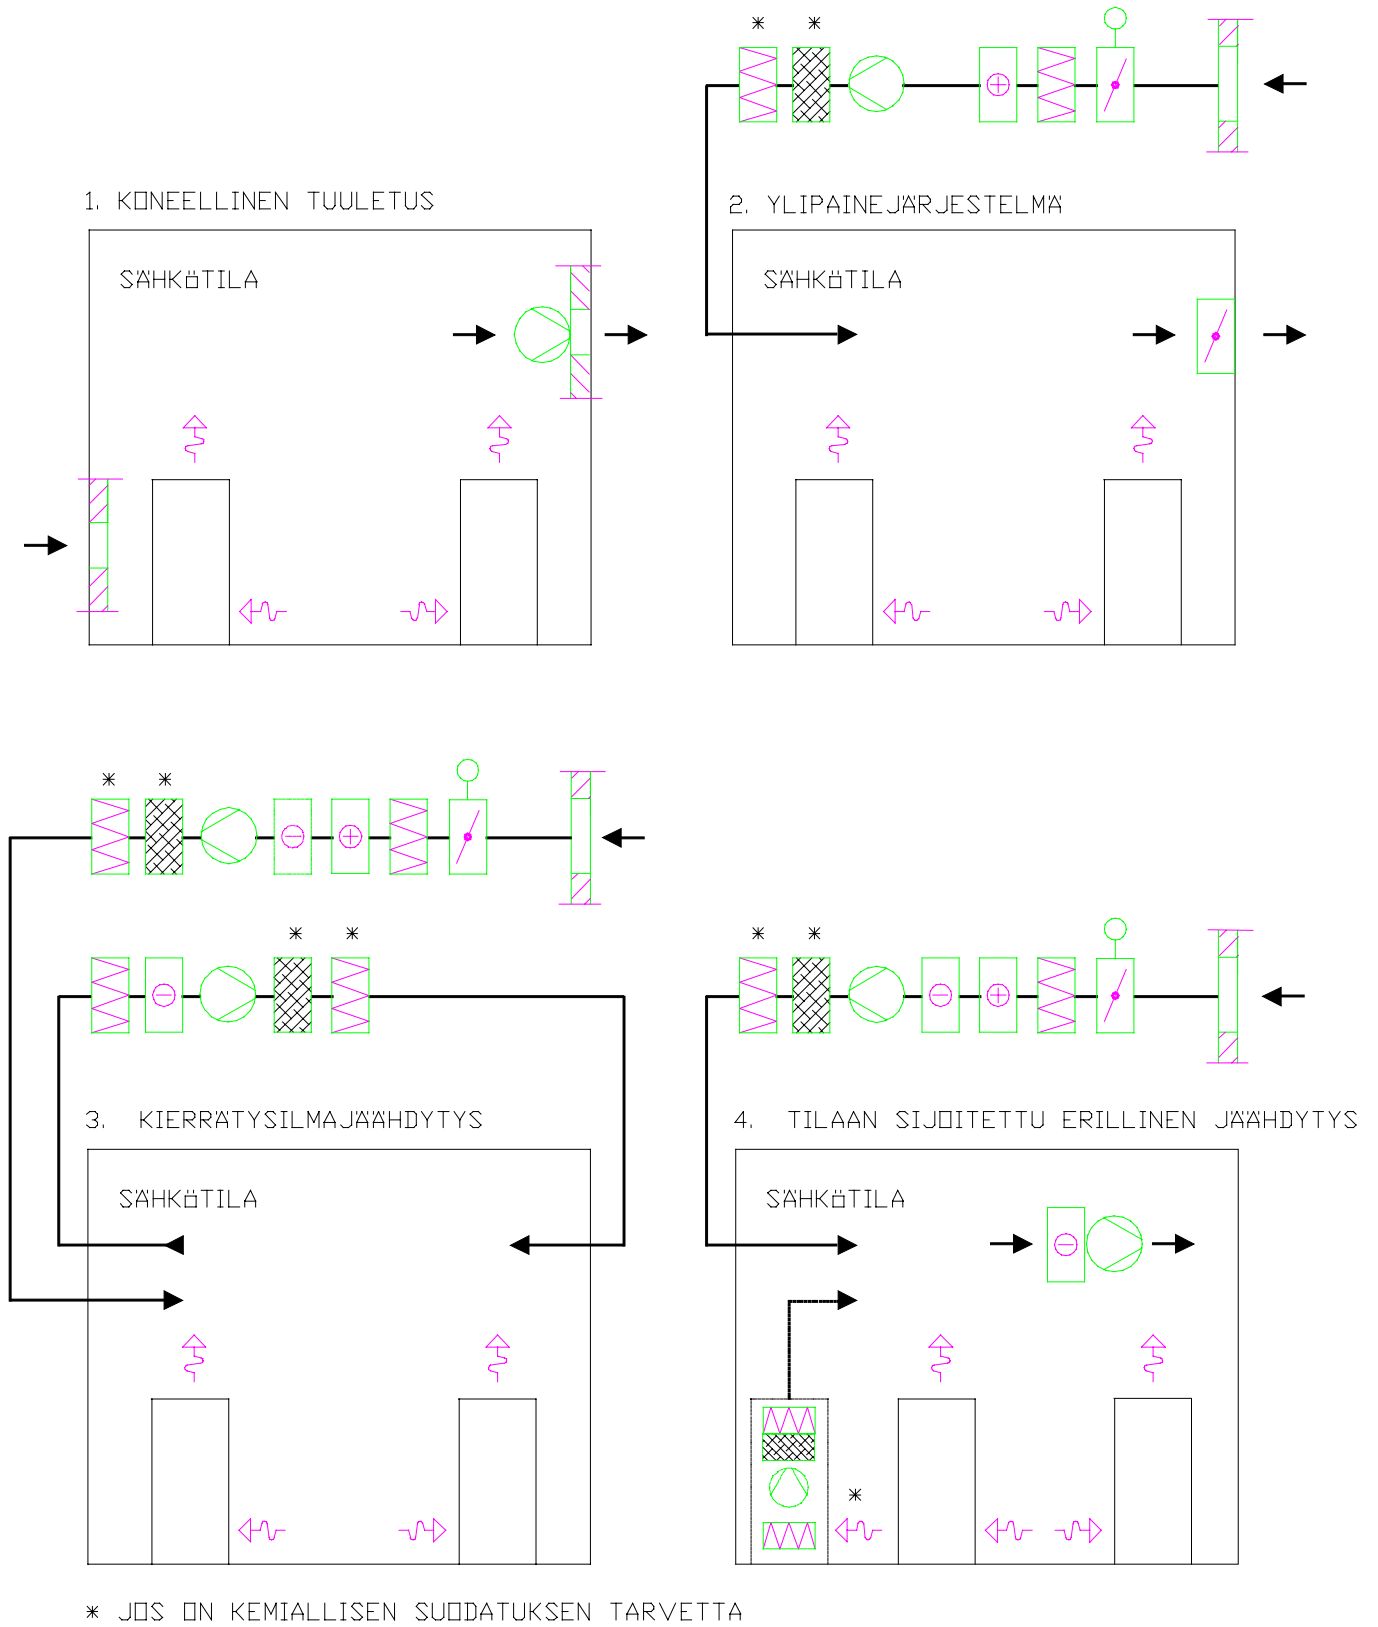 * *
1. KONEELLINEN TUULETUS
2. YLIPAINEJÄRJESTELMÄ
SÄHKÖTILA
SÄHKÖTILA
* *
* *
* *
3. KIERRÄTYSILMAJÄÄHDYTYS
4. TILAAN SIJOITETTU ERILLINEN JÄÄHDYTYS
SÄHKÖTILA
SÄHKÖTILA
*
* JOS ON KEMIALLISEN SUODATUKSEN TARVETTA